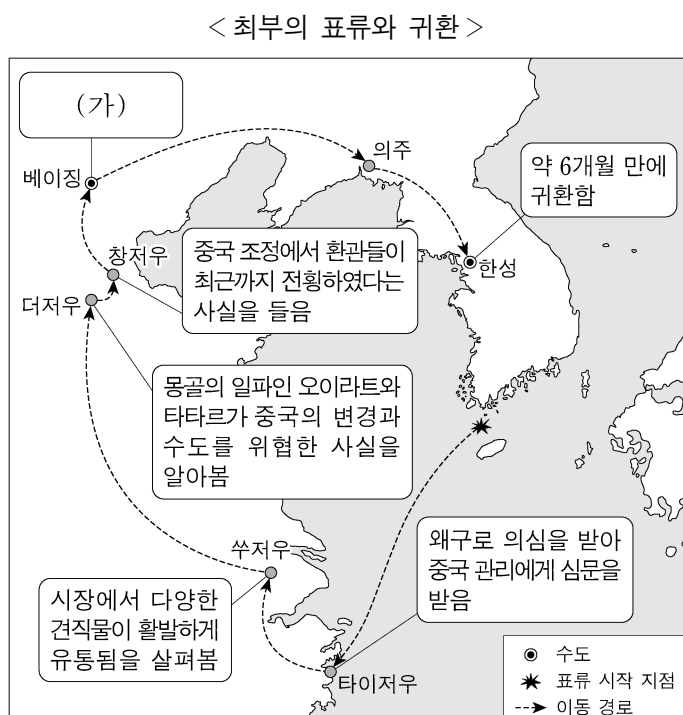 < 최부의 표류와 귀환 >
(가)
베이징
의주
약 6개월 만에
귀환함
한성
창저우
중국 조정에서 환관들이
최근까지 전횡하였다는
사실을 들음
더저우
몽골의 일파인 오이라트와
타타르가 중국의 변경과
수도를 위협한 사실을
알아봄
쑤저우
왜구로 의심을 받아
중국 관리에게 심문을
받음
시장에서 다양한
견직물이 활발하게
유통됨을 살펴봄
타이저우
수도
표류 시작 지점
이동 경로